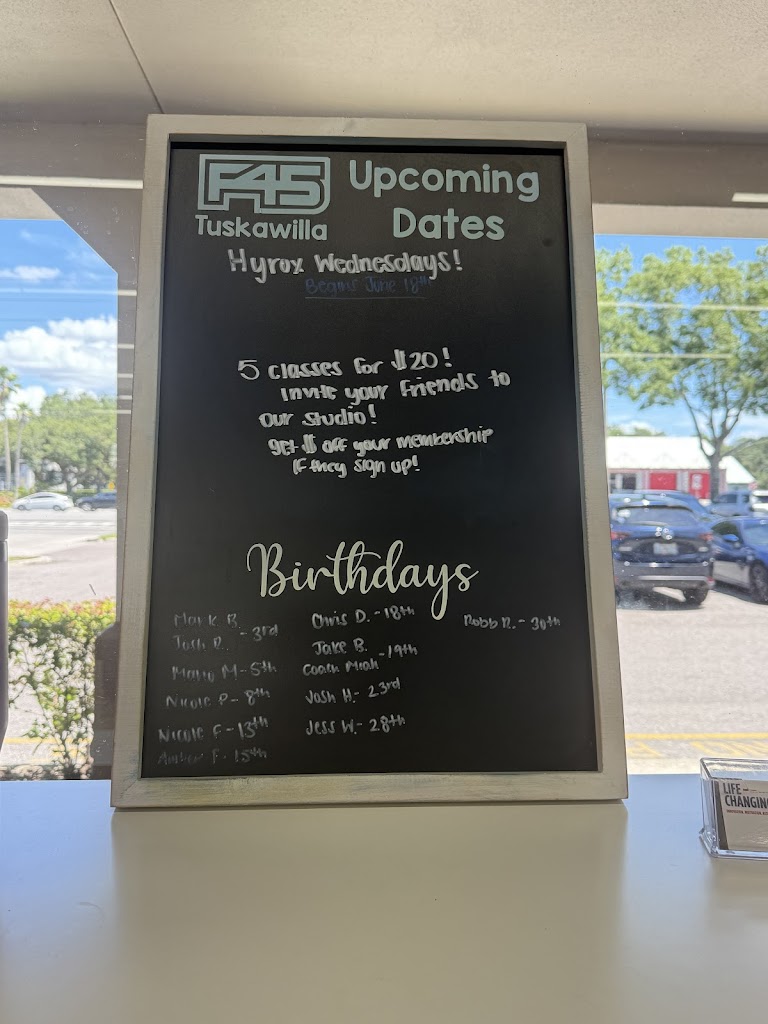 F45
Tuskawilla
Upcoming
Dates
Hyrox Wednesdays!
Begins June 18th
5 classes for $20!
Invite your friends to
our studio!
get $ off your membership
if they sign up!
Birthdays
Mark B.
Josh R. - 3rd
Mario M - 5th
Nicole P - 8th
Nicole F - 13th
Amber F - 15th
Chris D. - 18th
Jake B. - 19th
Coach Micah
Josh H. - 23rd
Jess W. - 28th
Robb R. - 30th
LIFE
CHANGING